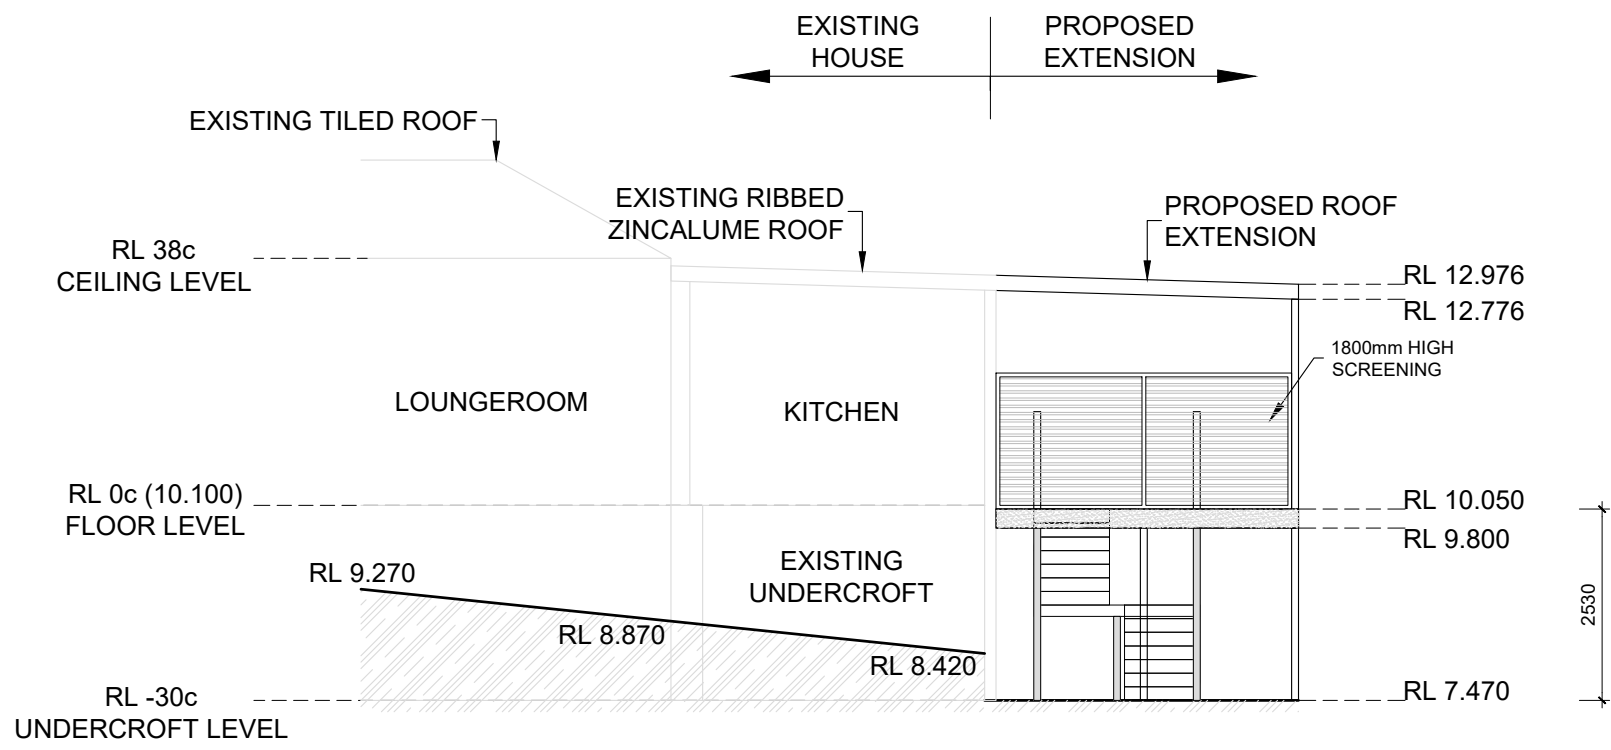 EXISTING
HOUSE
PROPOSED
EXTENSION
EXISTING TILED ROOF
EXISTING RIBBED
ZINCALUME ROOF
PROPOSED ROOF
EXTENSION
RL 38c
CEILING LEVEL
RL 12.976
RL 12.776
1800mm HIGH
SCREENING
LOUNGEROOM
KITCHEN
RL 0c (10.100)
FLOOR LEVEL
RL 10.050
RL 9.800
EXISTING
UNDERCROFT
RL 9.270
RL 8.870
RL 8.420
2530
RL -30c
UNDERCROFT LEVEL
RL 7.470